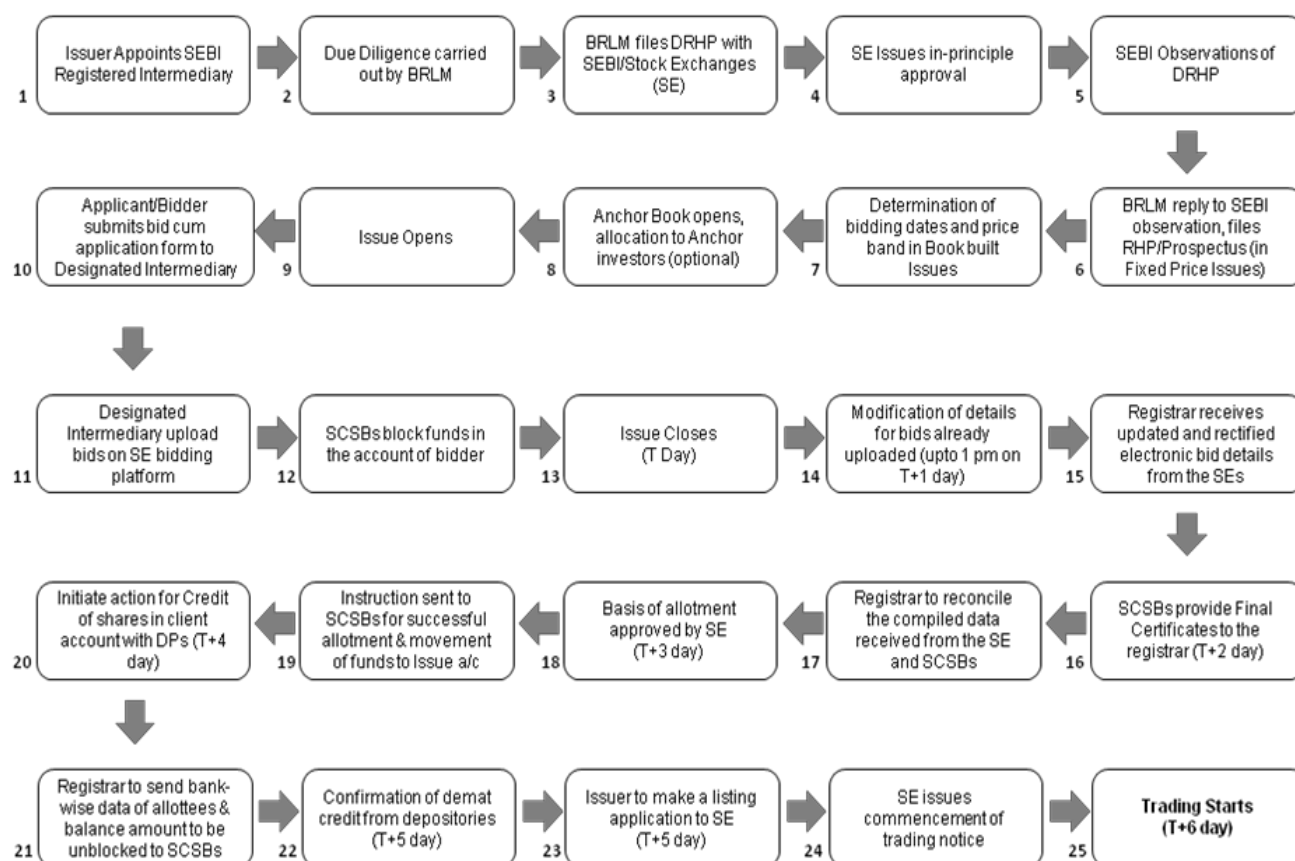 1
Issuer Appoints SEBI
Registered Intermediary
2
Due Diligence carried
out by BRLM
3
BRLM files DRHP with
SEBI/Stock Exchanges
(SE)
4
SE Issues in-principle
approval
5
SEBI Observations of
DRHP
6
BRLM reply to SEBI
observation, files
RHP/Prospectus (in
Fixed Price Issues)
7
Determination of
bidding dates and price
band in Book built
Issues
8
Anchor Book opens,
allocation to Anchor
investors (optional)
9
Issue Opens
10
Applicant/Bidder
submits bid cum
application form to
Designated Intermediary
11
Designated
Intermediary upload
bids on SE bidding
platform
12
SCSBs block funds in
the account of bidder
13
Issue Closes
(T Day)
14
Modification of details
for bids already
uploaded (upto 1 pm on
T+1 day)
15
Registrar receives
updated and rectified
electronic bid details
from the SEs
16
SCSBs provide Final
Certificates to the
registrar (T+2 day)
17
Registrar to reconcile
the compiled data
received from the SE
and SCSBs
18
Basis of allotment
approved by SE
(T+3 day)
19
Instruction sent to
SCSBs for successful
allotment & movement
of funds to Issue a/c
20
Initiate action for Credit
of shares in client
account with DPs (T+4
day)
21
Registrar to send bank-
wise data of allottees &
balance amount to be
unblocked to SCSBs
22
Confirmation of demat
credit from depositories
(T+5 day)
23
Issuer to make a listing
application to SE
(T+5 day)
24
SE issues
commencement of
trading notice
25
Trading Starts
(T+6 day)